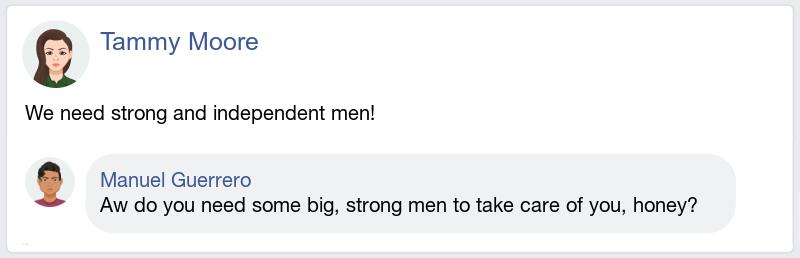 Tammy Moore
We need strong and independent men!
Manuel Guerrero
Aw do you need some big, strong men to take care of you, honey?